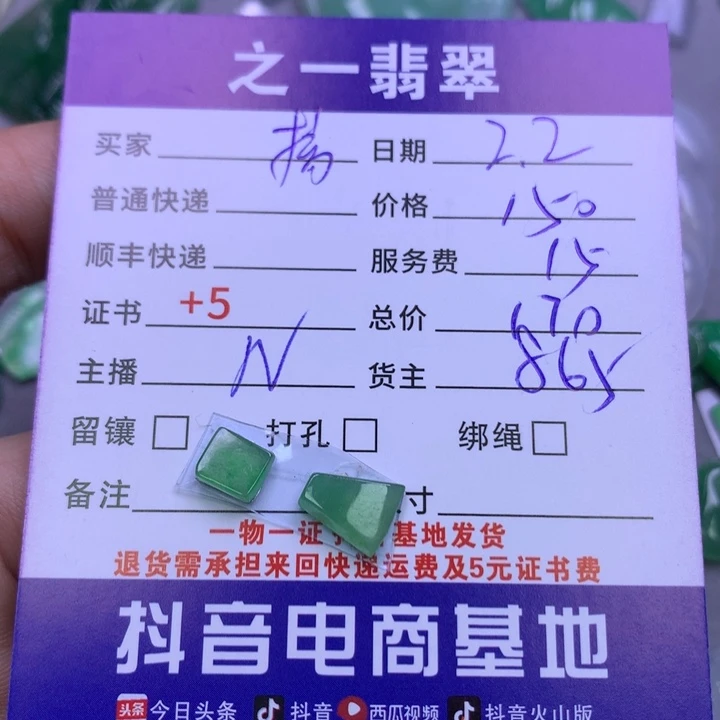 之一翡翠
买家 杨 日期 2.2
普通快递 价格 150
顺丰快递 服务费 15
证书 +5 总价 170
主播 N 货主 865
留镶 打孔 绑绳
备注 寸
一物一证 基地发货
退货需承担来回快递运费及5元证书费
抖音电商基地
头条 今日头条 抖音 西瓜视频 抖音火山版